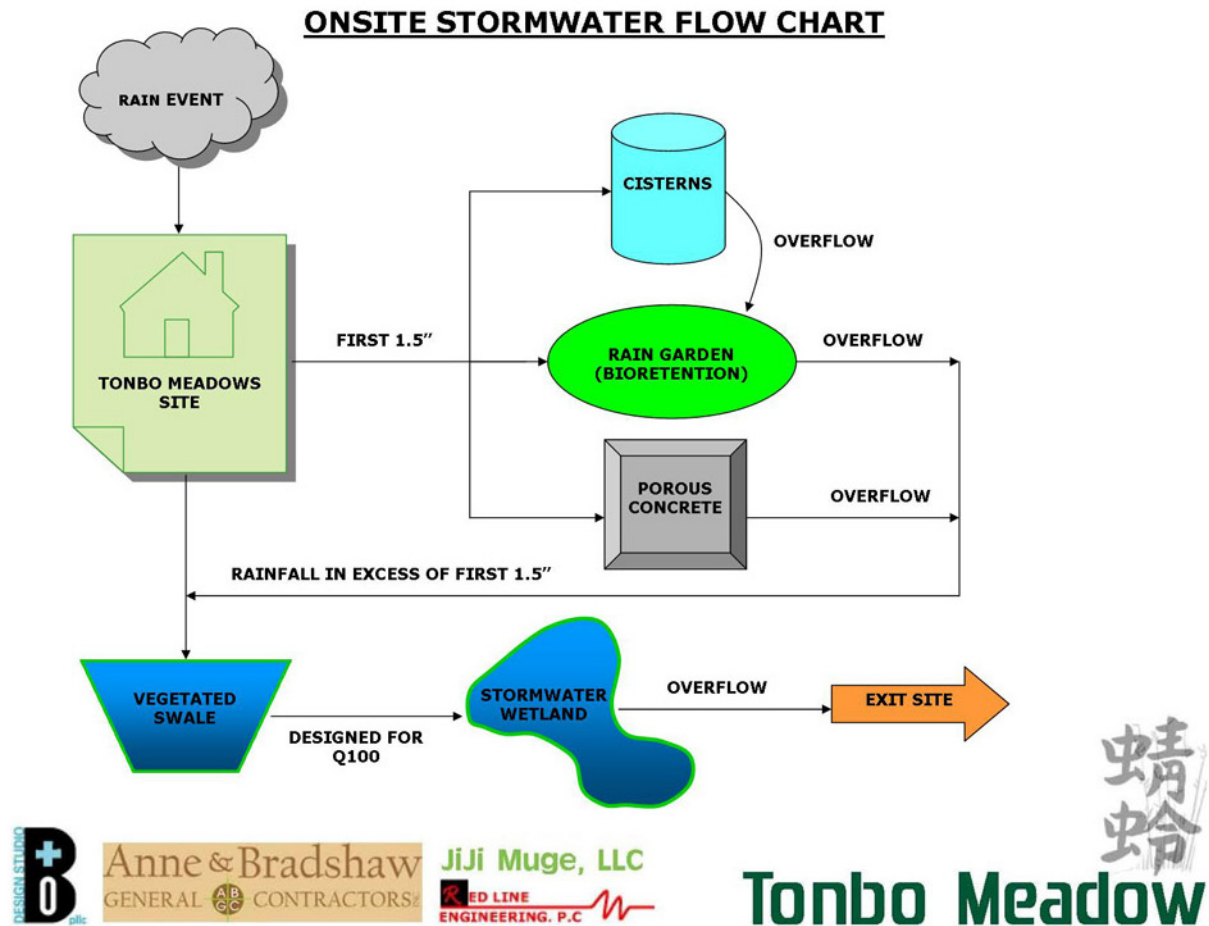 ONSITE STORMWATER FLOW CHART
RAIN EVENT
CISTERNS
OVERFLOW
FIRST 1.5”
RAIN GARDEN
(BIORETENTION)
OVERFLOW
TONBO MEADOWS
SITE
POROUS
CONCRETE
OVERFLOW
RAINFALL IN EXCESS OF FIRST 1.5”
VEGETATED
SWALE
DESIGNED FOR
Q100
STORMWATER
WETLAND
OVERFLOW
EXIT SITE
蜻
蛉
DESIGN STUDIO
B+O
pllc
Anne & Bradshaw
GENERAL ABGC CONTRACTORS
JiJi Muge, LLC
RED LINE
ENGINEERING. P.C
Tonbo Meadow